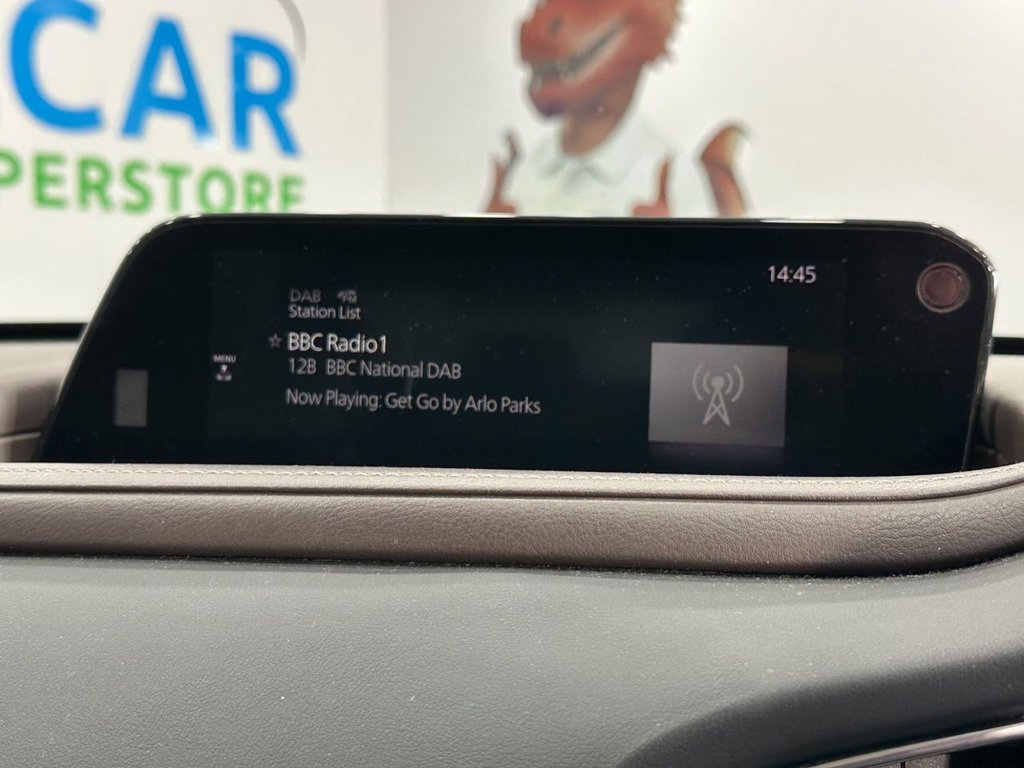 CAR
PERSTORE
14:45
DAB FM
Station List
☆ BBC Radio1
MENU
12B BBC National DAB
Now Playing: Get Go by Arlo Parks